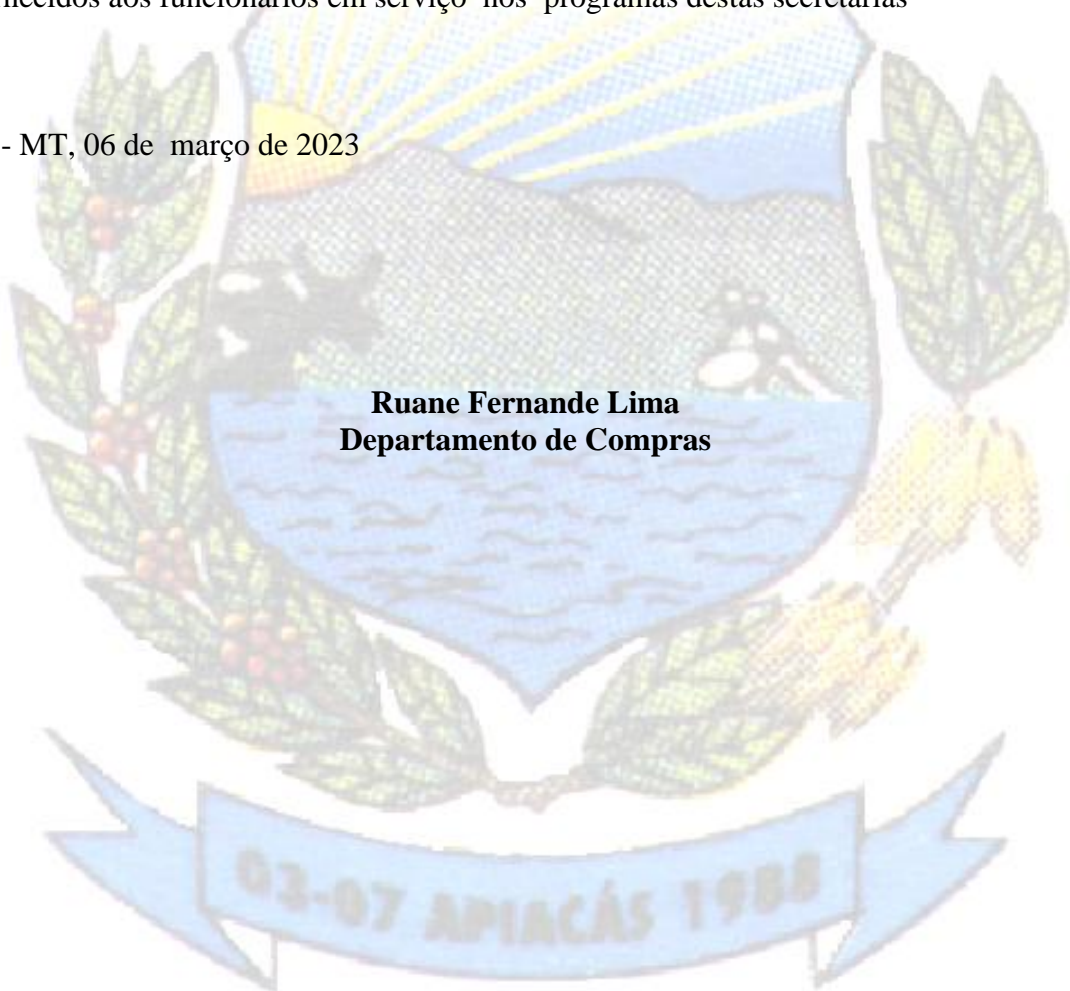 necidos aos funcionários em serviço nos programas destas secretarias
- MT, 06 de março de 2023
Ruane Fernande Lima
Departamento de Compras
03-07 APIACÁS 1988